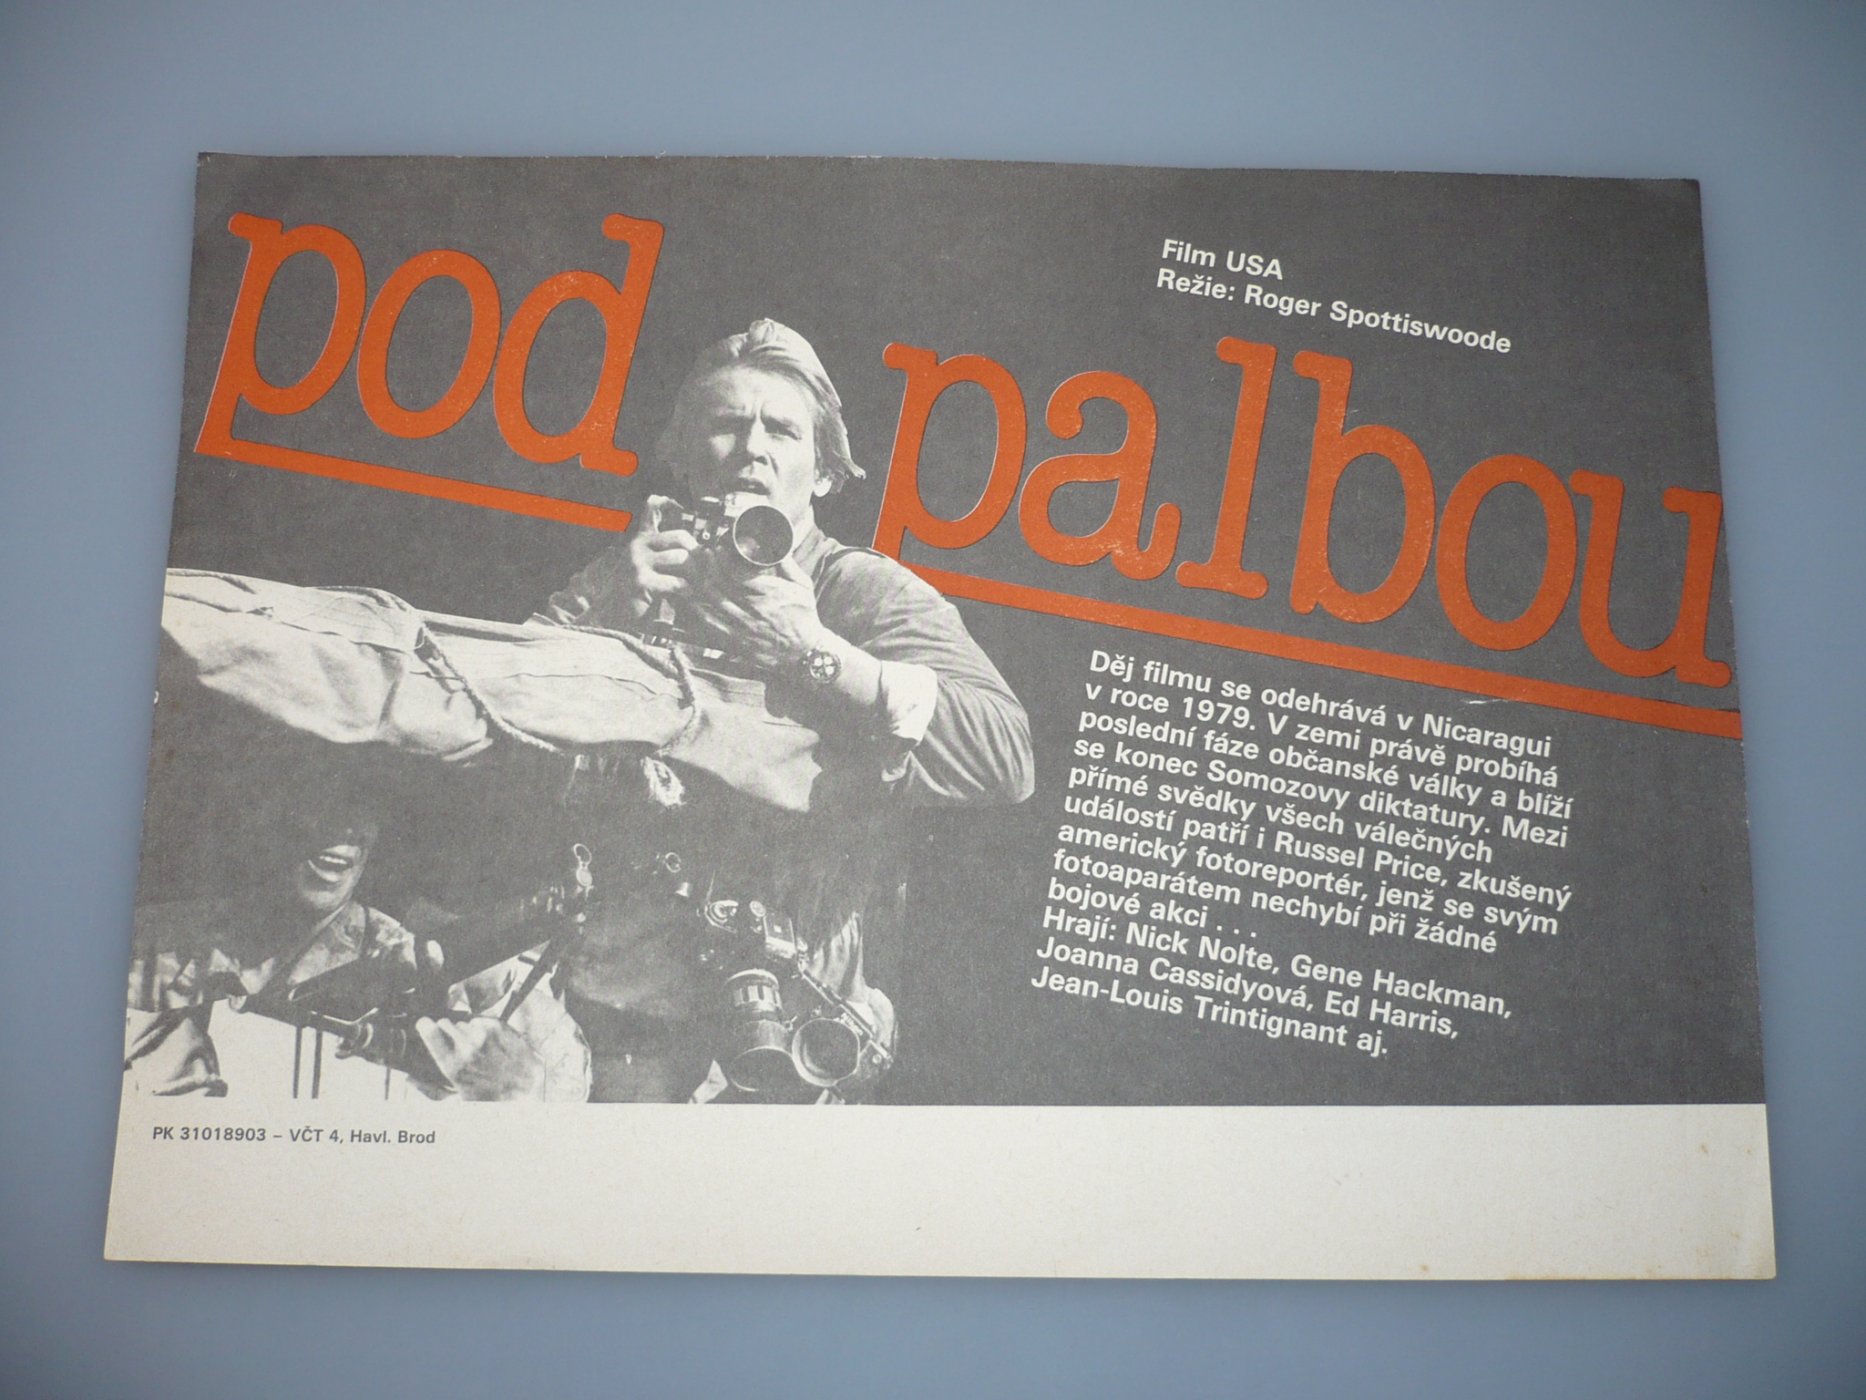 pod palbou
Film USA
Režie: Roger Spottiswoode
Děj filmu se odehrává v Nicaragui
v roce 1979. V zemi právě probíhá
poslední fáze občanské války a blíží
se konec Somozovy diktatury. Mezi
přímé svědky všech válečných
událostí patří i Russel Price, zkušený
americký fotoreportér, jenž se svým
fotoaparátem nechybí při žádné
bojové akci . . .
Hrají: Nick Nolte, Gene Hackman,
Joanna Cassidyová, Ed Harris,
Jean-Louis Trintignant aj.
PK 31018903 – VČT 4, Havl. Brod